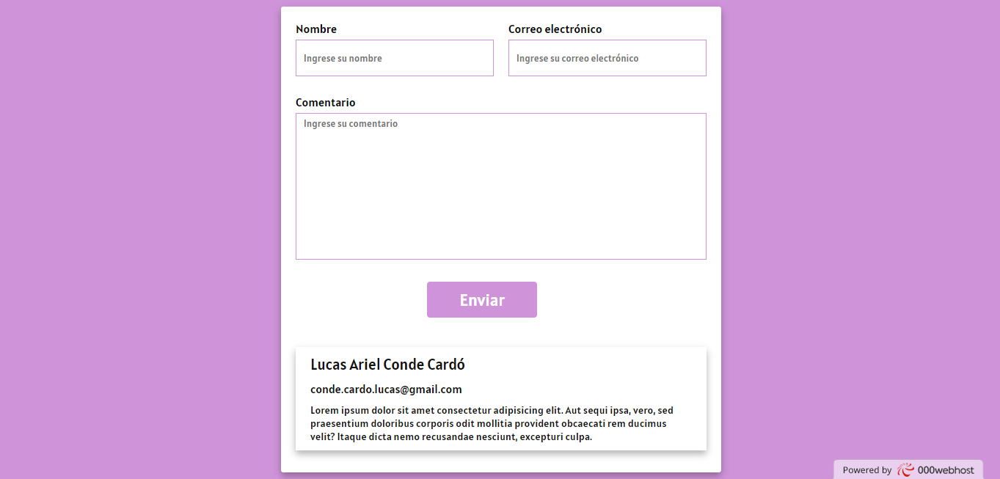 Nombre
Correo electrónico
Ingrese su nombre
Ingrese su correo electrónico
Comentario
Ingrese su comentario
Enviar
Lucas Ariel Conde Cardó
conde.cardo.lucas@gmail.com
Lorem ipsum dolor sit amet consectetur adipisicing elit. Aut sequi ipsa, vero, sed
praesentium doloribus corporis odit mollitia provident obcaecati rem ducimus
velit? Itaque dicta nemo recusandae nesciunt, excepturi culpa.
Powered by 000webhost